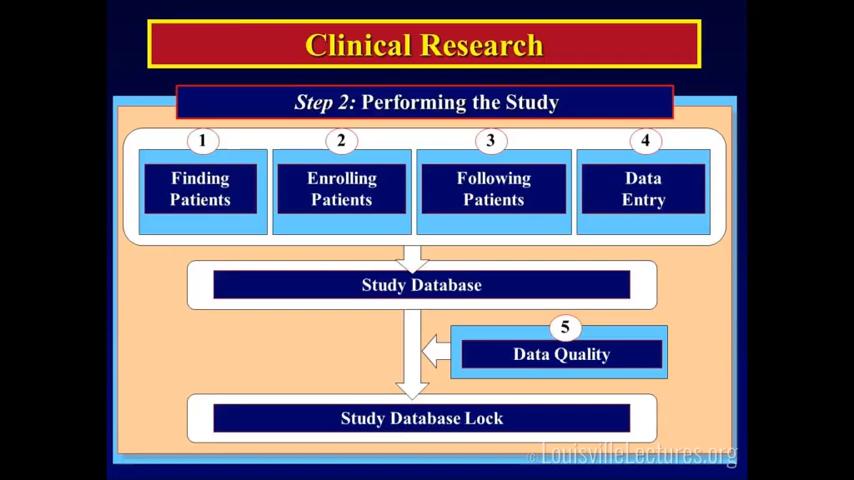 Clinical Research
Step 2: Performing the Study
1
2
3
4
Finding
Patients
Enrolling
Patients
Following
Patients
Data
Entry
Study Database
5
Data Quality
Study Database Lock
© LouisvilleLectures.org